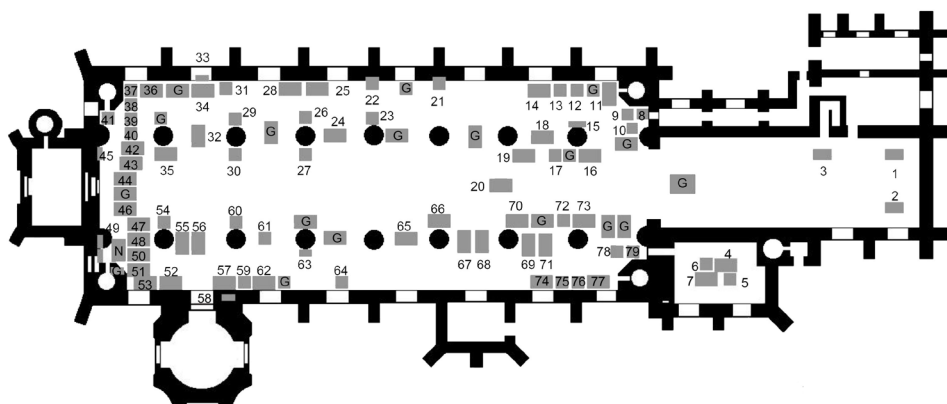 33
37 36 G 34 31 28 25 22 21 14 13 12 G 11
38
41 39 G 29 26 23 9 8
40 32 G 24 G G 18 15 10
42 G
45 43 35 30 27 19 17 G 16 3 1
44 20 G
G 2
46
49 47 54 60 G 66 70 G 72 73 G G
48 55 56 61 G 65
N 50 63 67 68 69 71 78 79 4
G 51 6
53 52 57 59 62 G 64 74 75 76 77 7 5
58